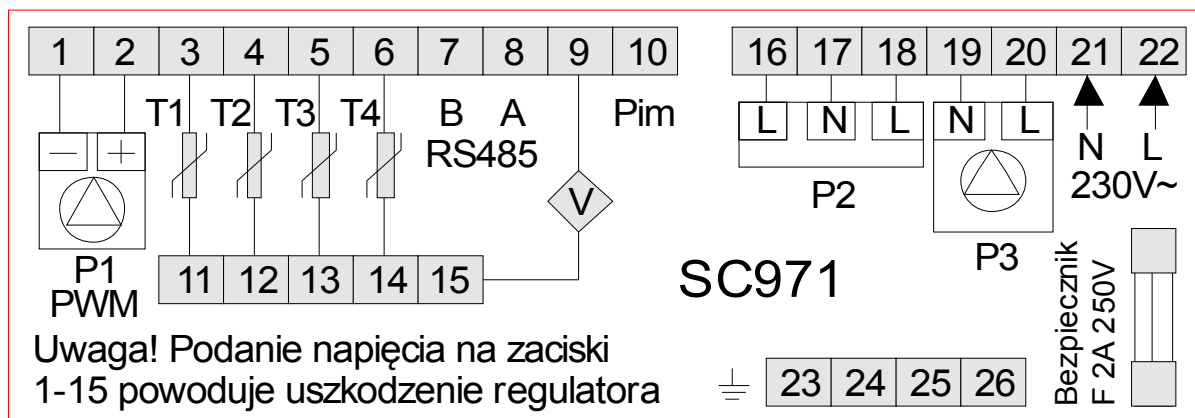 1 2 3 4 5 6 7 8 9 10
16 17 18 19 20 21 22
T1 T2 T3 T4 B A Pim
RS485
L N L N L
N L
230V~
− +
V
P2
P3
P1
PWM
11 12 13 14 15
SC971
Bezpiecznik
F 2A 250V
Uwaga! Podanie napięcia na zaciski
1-15 powoduje uszkodzenie regulatora
23 24 25 26